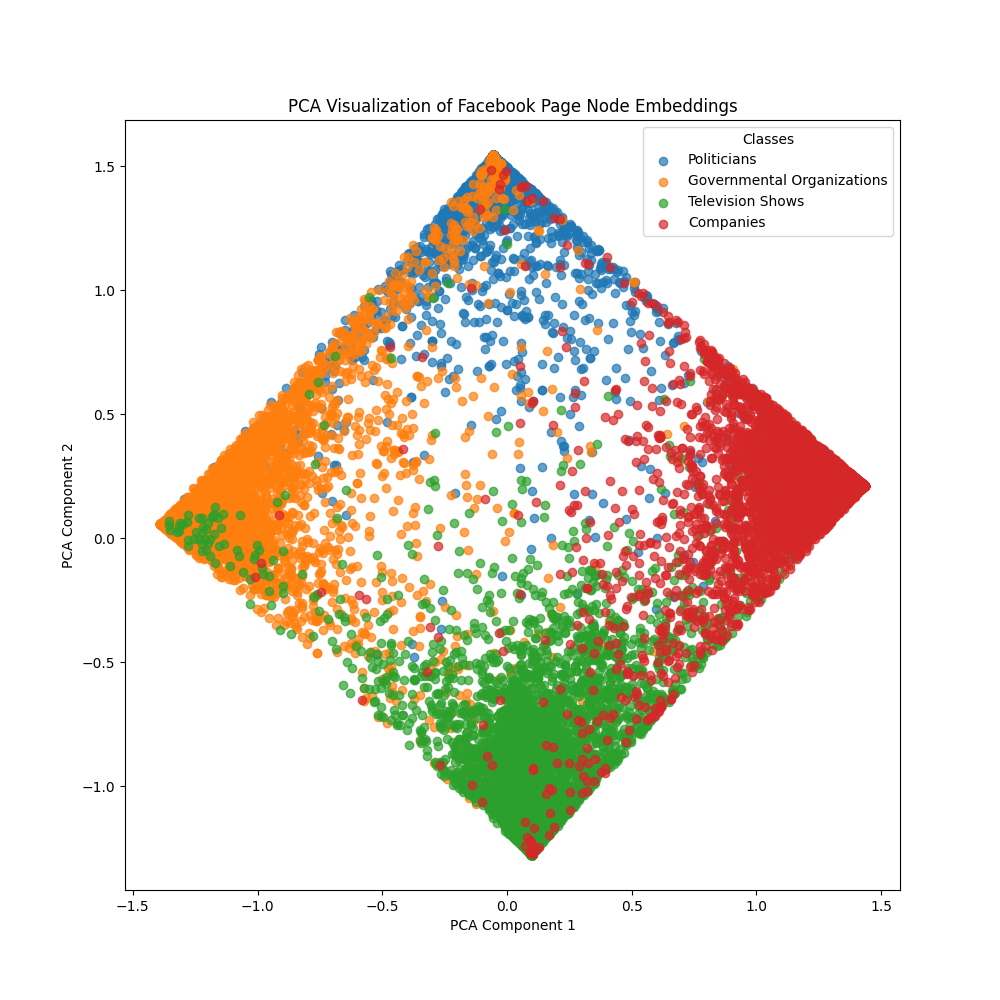 PCA Visualization of Facebook Page Node Embeddings
Classes
Politicians
Governmental Organizations
Television Shows
Companies
PCA Component 2
1.5
1.0
0.5
0.0
−0.5
−1.0
−1.5
−1.0
−0.5
0.0
0.5
1.0
1.5
PCA Component 1